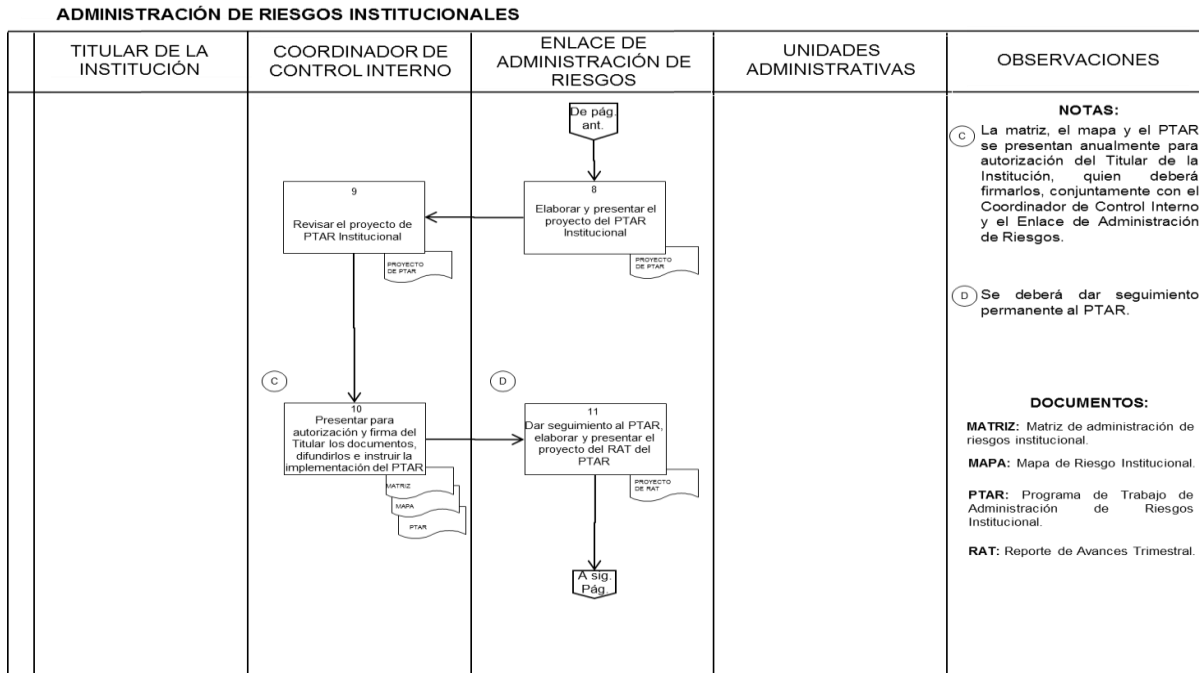 ADMINISTRACIÓN DE RIESGOS INSTITUCIONALES
TITULAR DE LA
INSTITUCIÓN
COORDINADOR DE
CONTROL INTERNO
ENLACE DE
ADMINISTRACIÓN DE
RIESGOS
UNIDADES
ADMINISTRATIVAS
OBSERVACIONES
De pág.
ant.
8
Elaborar y presentar el
proyecto del PTAR
Institucional
PROYECTO
DE PTAR
9
Revisar el proyecto de
PTAR Institucional
PROYECTO
DE PTAR
C
10
Presentar para
autorización y firma del
Titular los documentos,
difundirlos e instruir la
implementación del PTAR
MATRIZ
MAPA
PTAR
D
11
Dar seguimiento al PTAR,
elaborar y presentar el
proyecto del RAT del
PTAR
PROYECTO
DE RAT
A sig.
Pág.
NOTAS:
C La matriz, el mapa y el PTAR
se presentan anualmente para
autorización del Titular de la
Institución, quien deberá
firmarlos, conjuntamente con el
Coordinador de Control Interno
y el Enlace de Administración
de Riesgos.
D Se deberá dar seguimiento
permanente al PTAR.
DOCUMENTOS:
MATRIZ: Matriz de administración de
riesgos institucional.
MAPA: Mapa de Riesgo Institucional.
PTAR: Programa de Trabajo de
Administración de Riesgos
Institucional.
RAT: Reporte de Avances Trimestral.